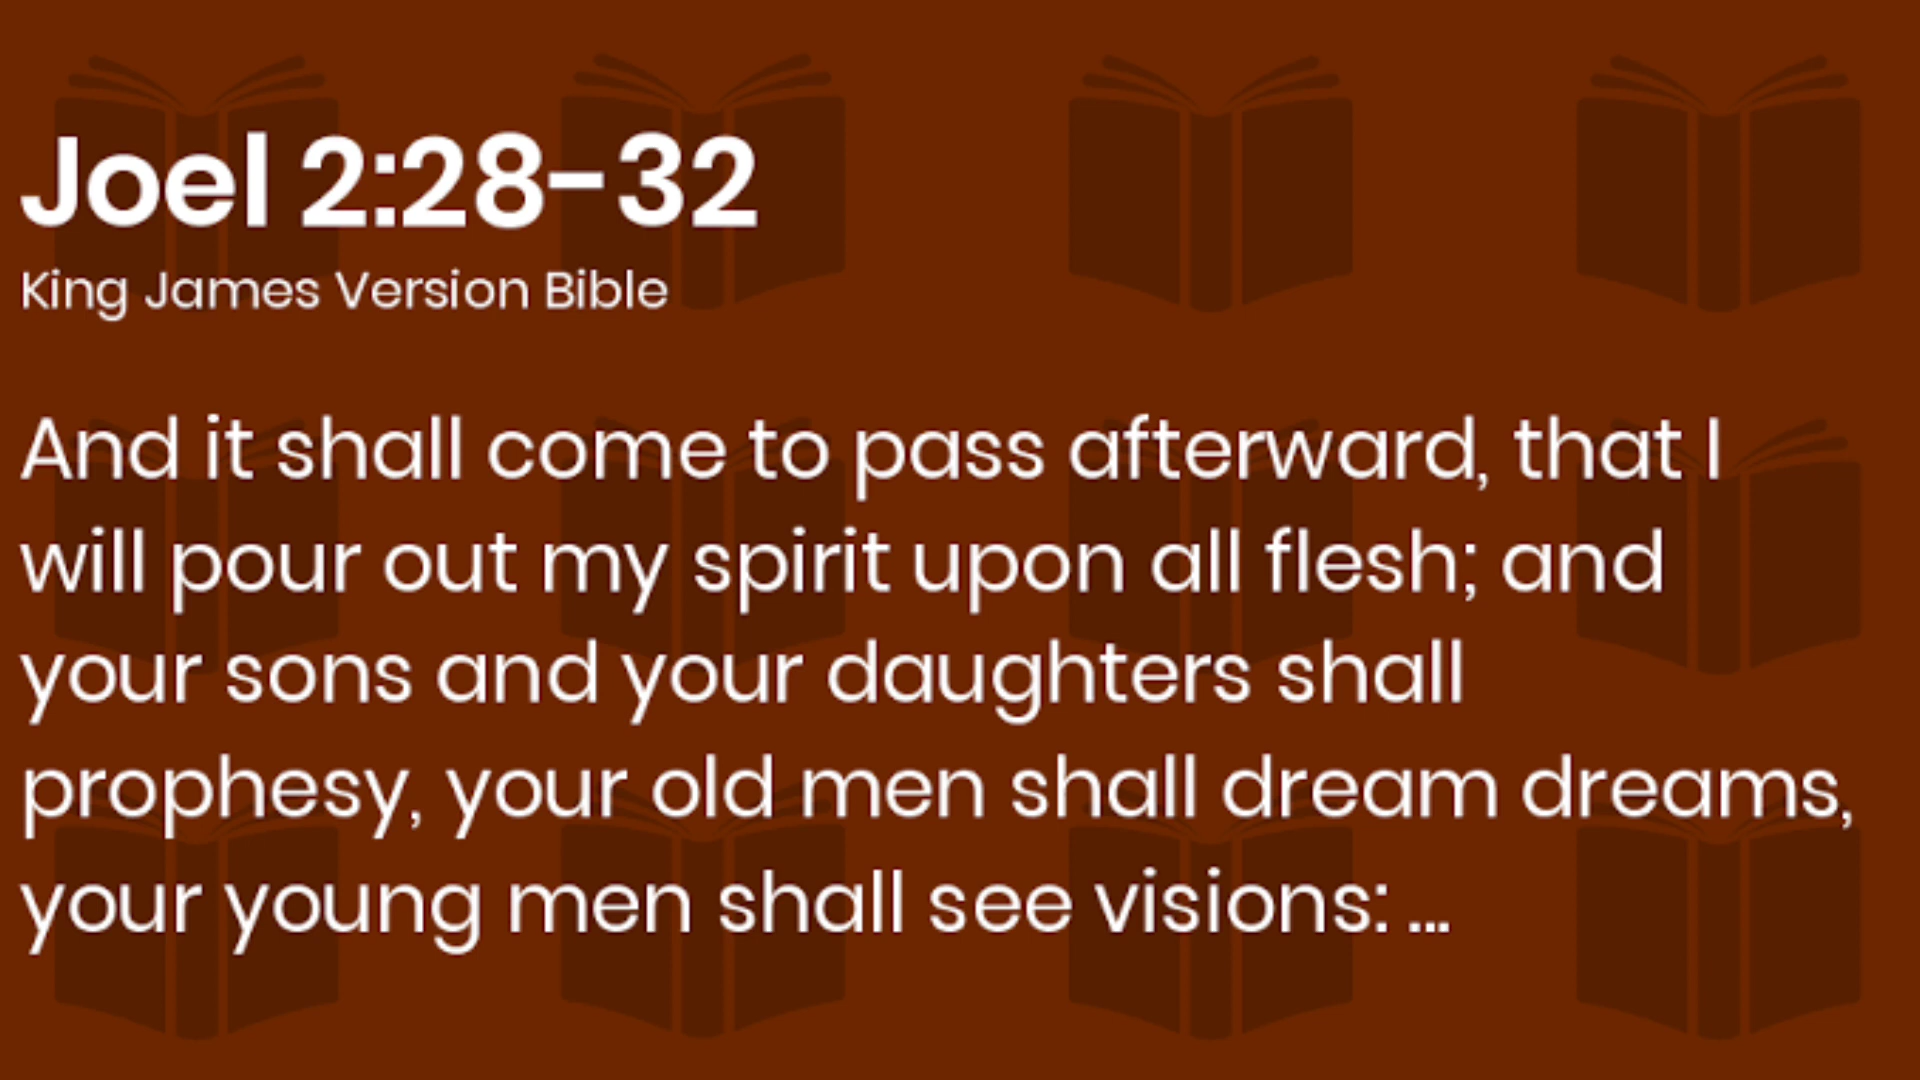 Joel 2:28-32
King James Version Bible
And it shall come to pass afterward, that I
will pour out my spirit upon all flesh; and
your sons and your daughters shall
prophesy, your old men shall dream dreams,
your young men shall see visions: ...